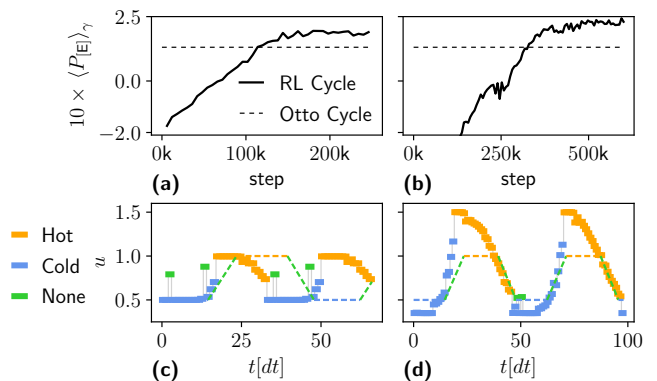 2.5
0.0
−2.0
10 × ⟨P[E]⟩γ
RL Cycle
Otto Cycle
0k 100k 200k
0k 250k 500k
(a) step
(b) step
Hot
Cold
None
1.5
1.0
0.5
u
0 25 50
0 50 100
(c) t[dt]
(d) t[dt]